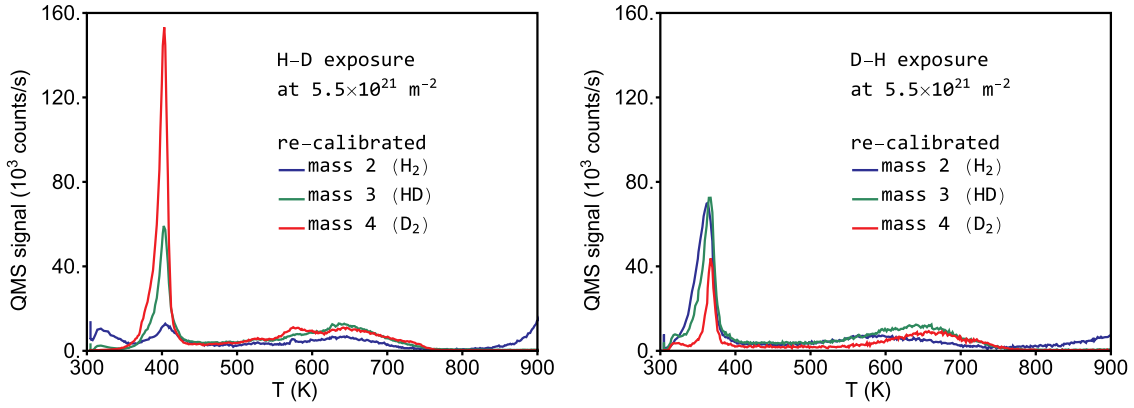 160.
120.
80.
40.
0.
300 400 500 600 700 800 900
T (K)
QMS signal (10³ counts/s)
H−D exposure
at 5.5×10²¹ m⁻²
re−calibrated
mass 2 (H₂)
mass 3 (HD)
mass 4 (D₂)
160.
120.
80.
40.
0.
300 400 500 600 700 800 900
T (K)
QMS signal (10³ counts/s)
D−H exposure
at 5.5×10²¹ m⁻²
re−calibrated
mass 2 (H₂)
mass 3 (HD)
mass 4 (D₂)